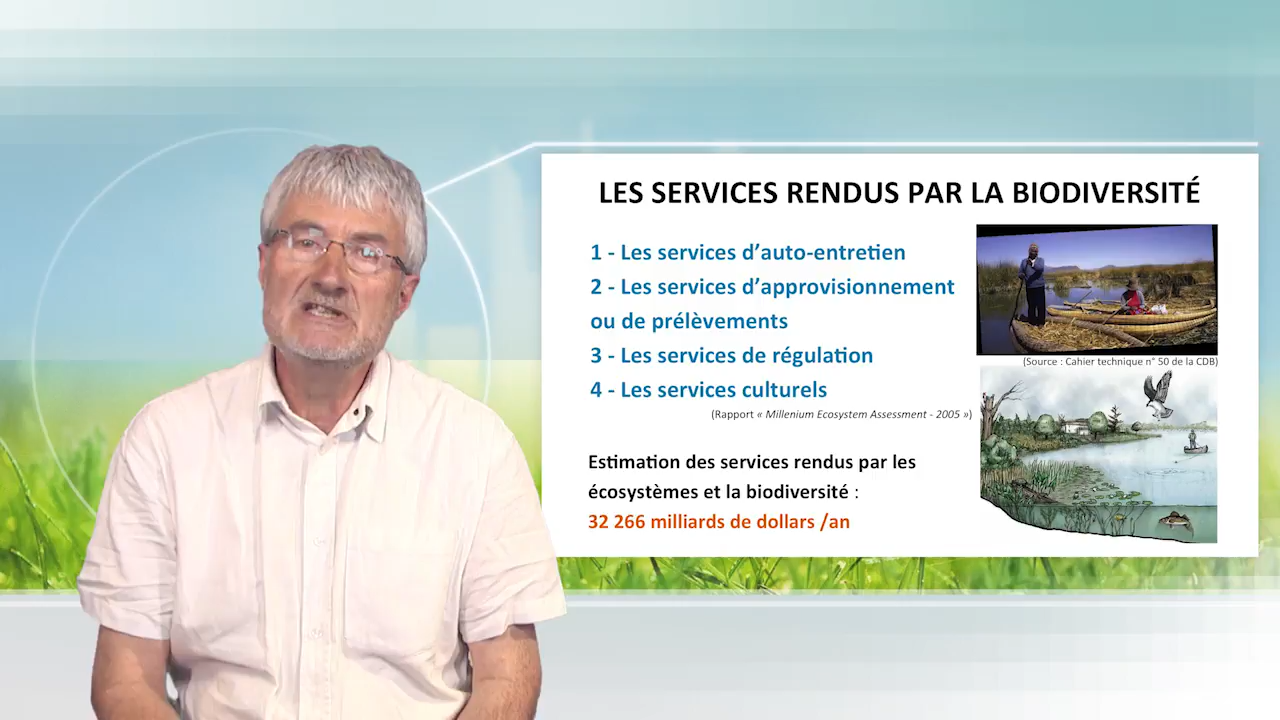 LES SERVICES RENDUS PAR LA BIODIVERSITÉ
1 - Les services d’auto-entretien
2 - Les services d’approvisionnement
ou de prélèvements
3 - Les services de régulation
4 - Les services culturels
(Rapport « Millenium Ecosystem Assessment - 2005 »)
(Source : Cahier technique n° 50 de la CDB)
Estimation des services rendus par les
écosystèmes et la biodiversité :
32 266 milliards de dollars /an